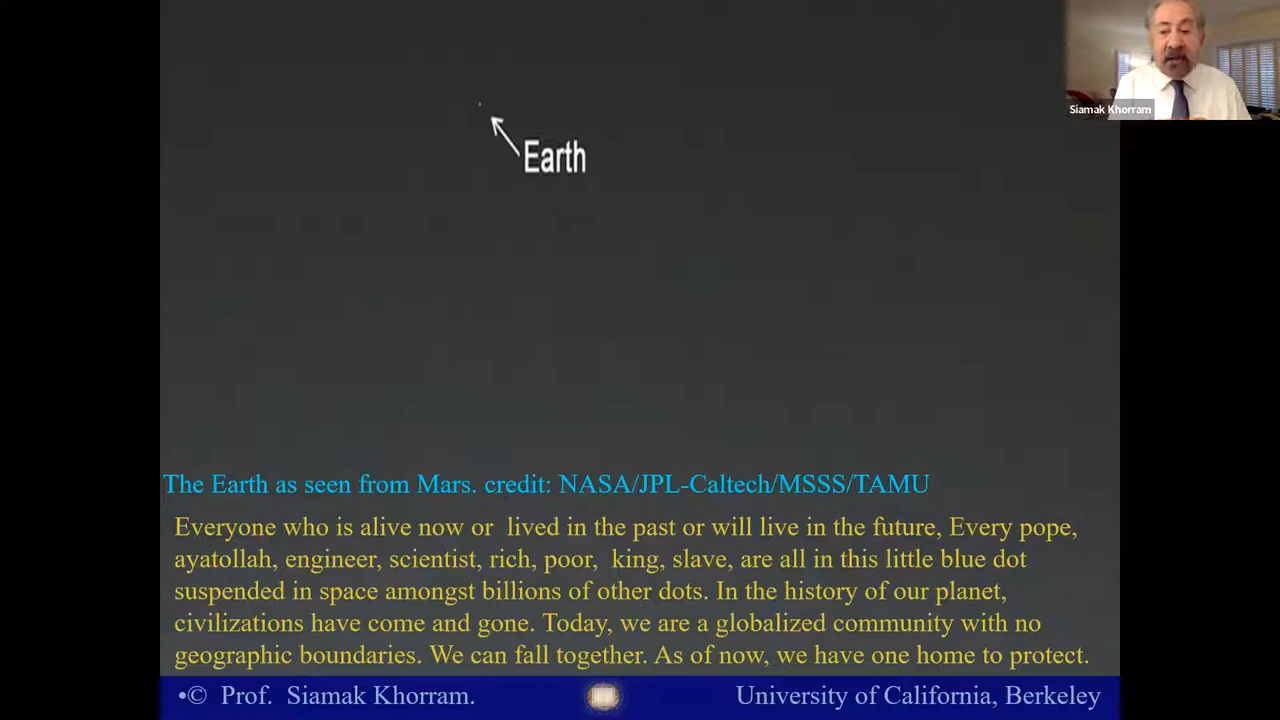 Siamak Khorram
Earth
The Earth as seen from Mars. credit: NASA/JPL-Caltech/MSSS/TAMU
Everyone who is alive now or lived in the past or will live in the future, Every pope,
ayatollah, engineer, scientist, rich, poor, king, slave, are all in this little blue dot
suspended in space amongst billions of other dots. In the history of our planet,
civilizations have come and gone. Today, we are a globalized community with no
geographic boundaries. We can fall together. As of now, we have one home to protect.
•© Prof. Siamak Khorram.
University of California, Berkeley